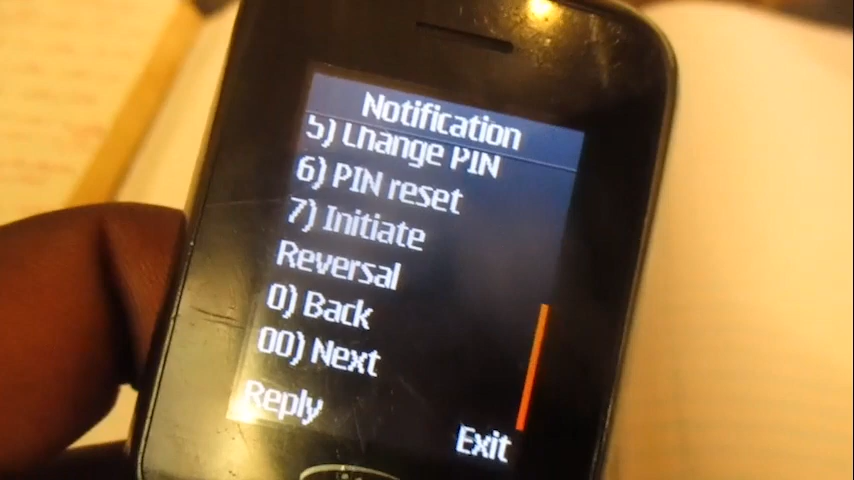 Notification
5) Change PIN
6) PIN reset
7) Initiate
Reversal
0) Back
00) Next
Reply
Exit